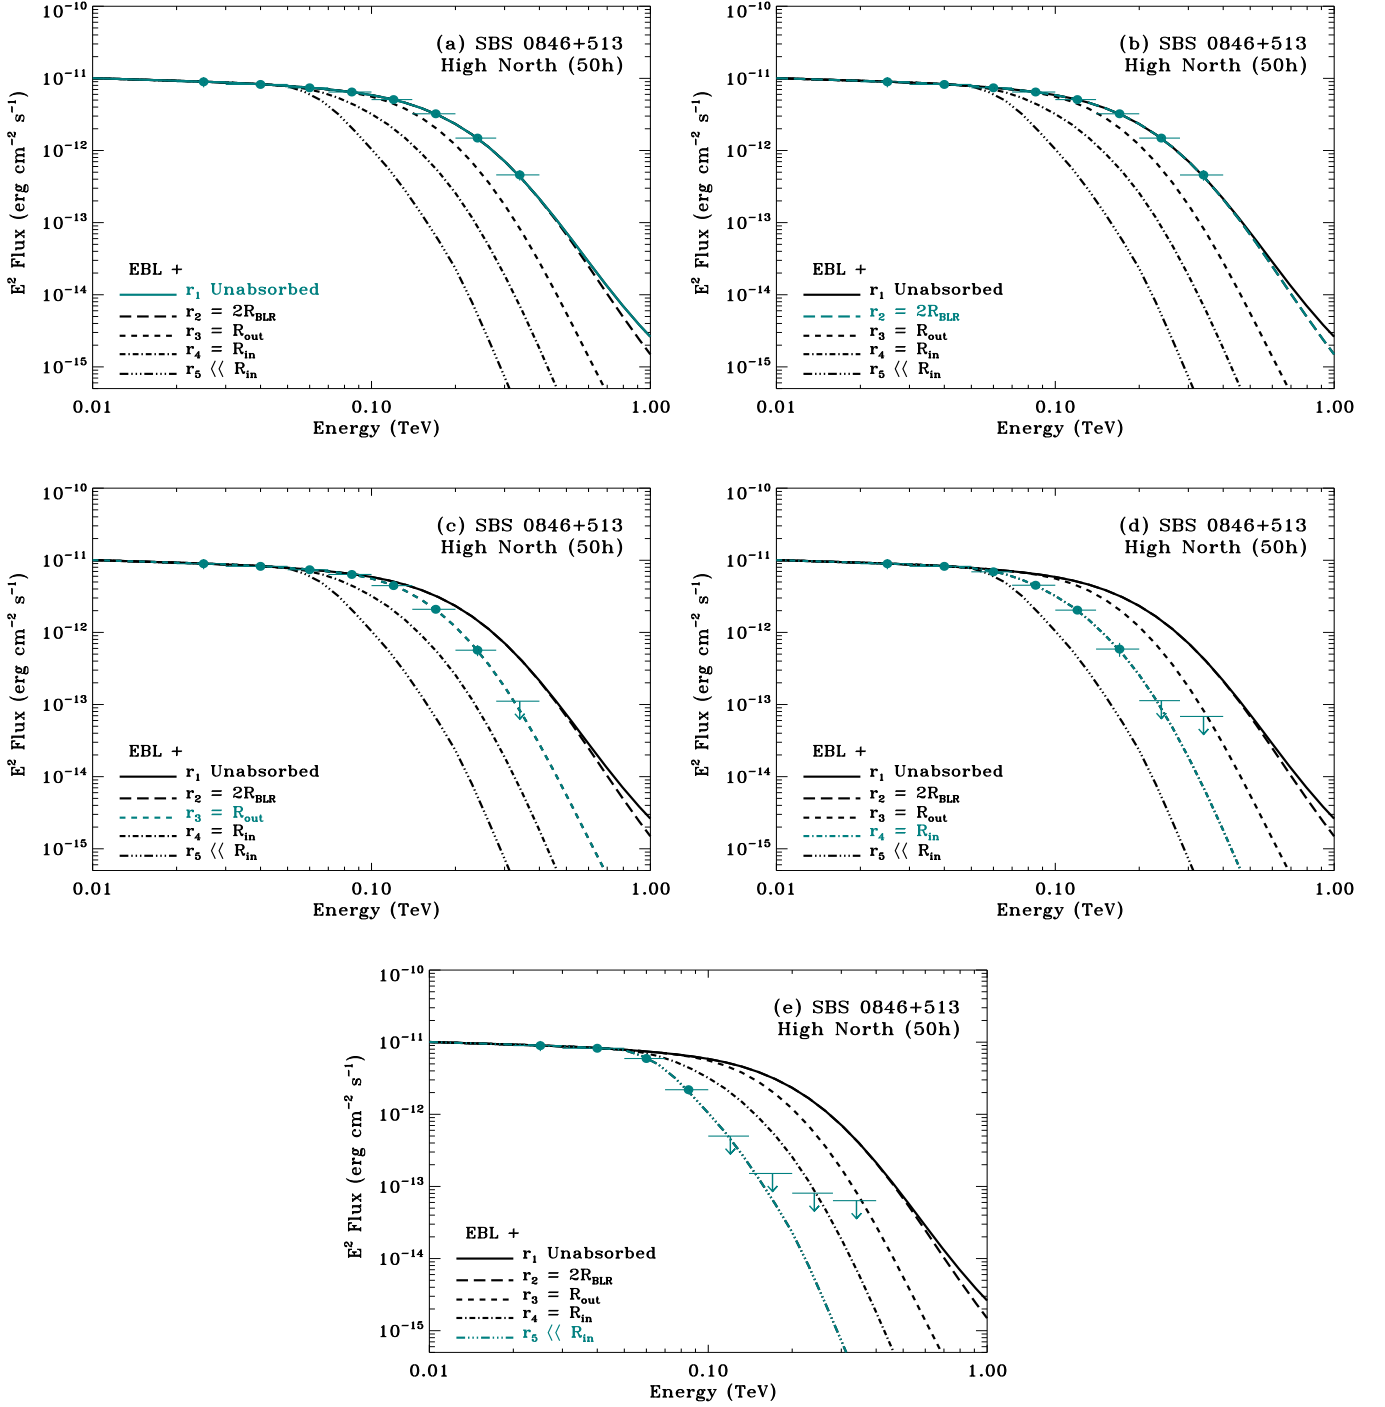 (a) SBS 0846+513
High North (50h)
E² Flux (erg cm⁻² s⁻¹)
10⁻¹⁰
10⁻¹¹
10⁻¹²
10⁻¹³
10⁻¹⁴
10⁻¹⁵
EBL +
r₁ Unabsorbed
r₂ = 2R_BLR
r₃ = R_out
r₄ = R_in
r₅ ⟨⟨ R_in
0.01 0.10 1.00
Energy (TeV)
(b) SBS 0846+513
High North (50h)
E² Flux (erg cm⁻² s⁻¹)
10⁻¹⁰
10⁻¹¹
10⁻¹²
10⁻¹³
10⁻¹⁴
10⁻¹⁵
EBL +
r₁ Unabsorbed
r₂ = 2R_BLR
r₃ = R_out
r₄ = R_in
r₅ ⟨⟨ R_in
0.01 0.10 1.00
Energy (TeV)
(c) SBS 0846+513
High North (50h)
E² Flux (erg cm⁻² s⁻¹)
10⁻¹⁰
10⁻¹¹
10⁻¹²
10⁻¹³
10⁻¹⁴
10⁻¹⁵
EBL +
r₁ Unabsorbed
r₂ = 2R_BLR
r₃ = R_out
r₄ = R_in
r₅ ⟨⟨ R_in
0.01 0.10 1.00
Energy (TeV)
(d) SBS 0846+513
High North (50h)
E² Flux (erg cm⁻² s⁻¹)
10⁻¹⁰
10⁻¹¹
10⁻¹²
10⁻¹³
10⁻¹⁴
10⁻¹⁵
EBL +
r₁ Unabsorbed
r₂ = 2R_BLR
r₃ = R_out
r₄ = R_in
r₅ ⟨⟨ R_in
0.01 0.10 1.00
Energy (TeV)
(e) SBS 0846+513
High North (50h)
E² Flux (erg cm⁻² s⁻¹)
10⁻¹⁰
10⁻¹¹
10⁻¹²
10⁻¹³
10⁻¹⁴
10⁻¹⁵
EBL +
r₁ Unabsorbed
r₂ = 2R_BLR
r₃ = R_out
r₄ = R_in
r₅ ⟨⟨ R_in
0.01 0.10 1.00
Energy (TeV)